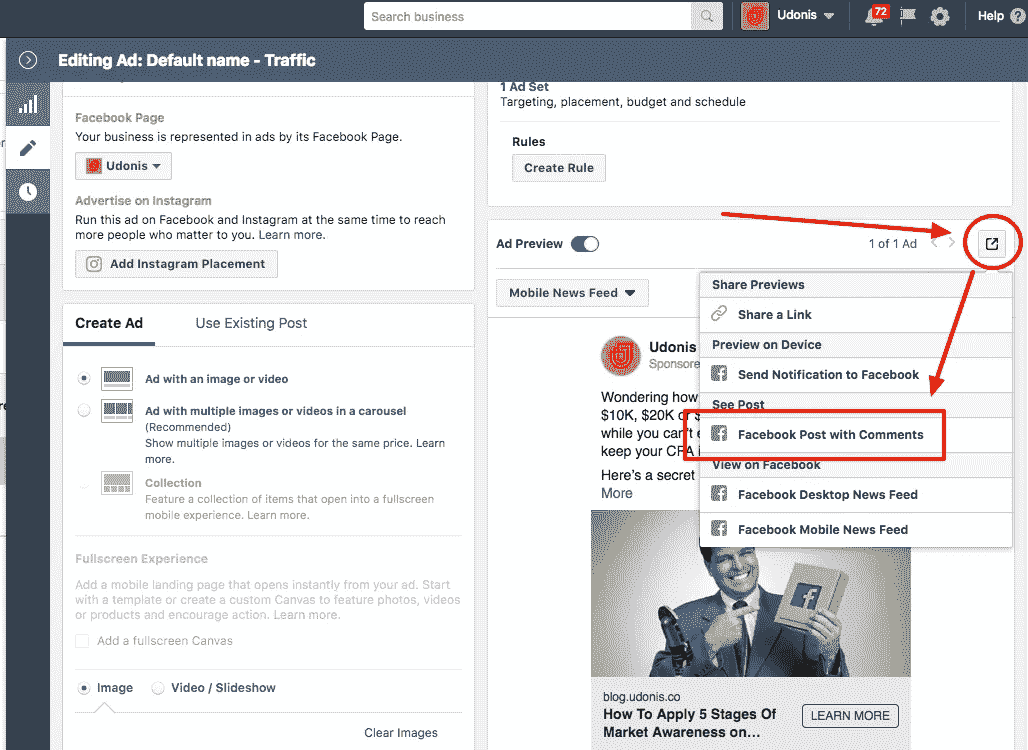 Search business
Udonis
72
Help
Editing Ad: Default name - Traffic
Facebook Page
Your business is represented in ads by its Facebook Page.
Udonis
Advertise on Instagram
Run this ad on Facebook and Instagram at the same time to reach
more people who matter to you. Learn more.
Add Instagram Placement
Create Ad
Use Existing Post
Ad with an image or video
Ad with multiple images or videos in a carousel
(Recommended)
Show multiple images or videos for the same price. Learn
more.
Collection
Feature a collection of items that open into a fullscreen
mobile experience. Learn more.
Fullscreen Experience
Add a mobile landing page that opens instantly from your ad. Start
with a template or create a custom Canvas to feature photos, videos
or products and encourage action. Learn more.
Add a fullscreen Canvas
Image
Video / Slideshow
Clear Images
1 Ad Set
Targeting, placement, budget and schedule
Rules
Create Rule
Ad Preview
1 of 1 Ad
Mobile News Feed
Share Previews
Share a Link
Preview on Device
Send Notification to Facebook
See Post
Facebook Post with Comments
View on Facebook
Facebook Desktop News Feed
Facebook Mobile News Feed
Udonis
Sponsore
Wondering how
$10K, $20K or $
while you can't
keep your CPA
Here's a secret
More
blog.udonis.co
How To Apply 5 Stages Of
Market Awareness on...
LEARN MORE